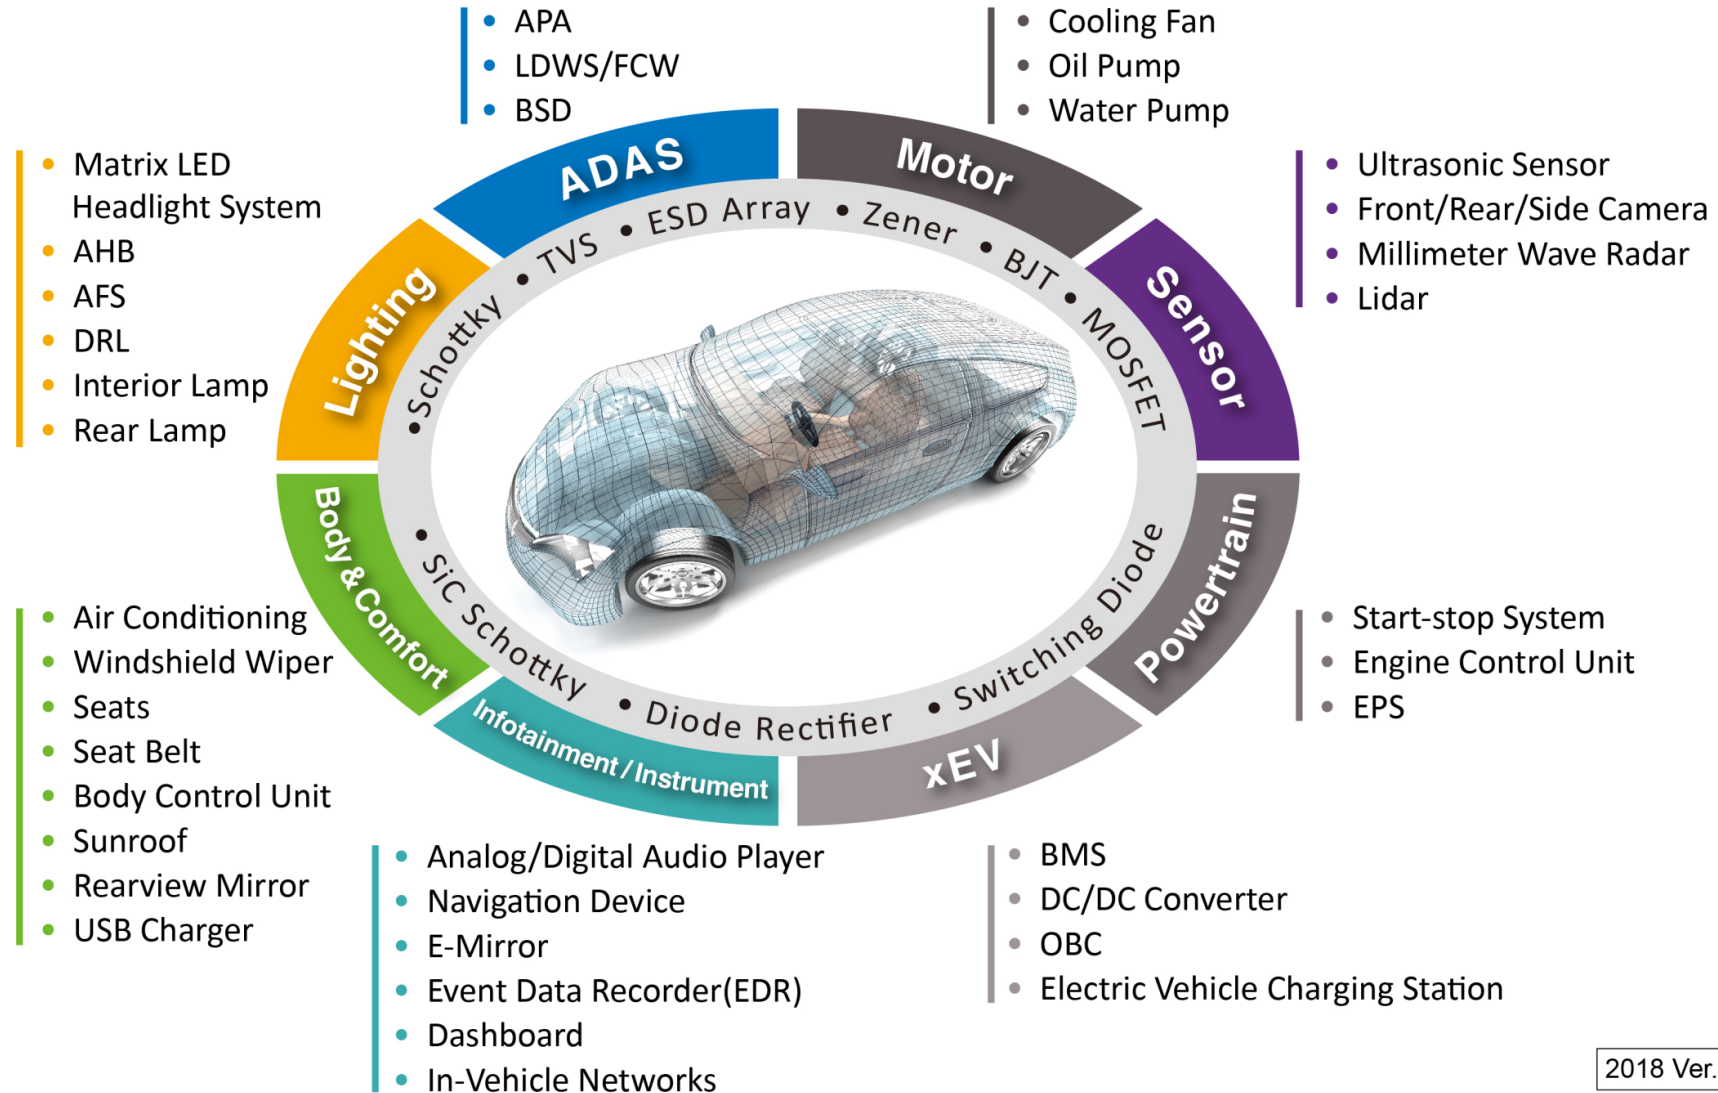 • APA
• LDWS/FCW
• BSD
• Cooling Fan
• Oil Pump
• Water Pump
• Matrix LED
Headlight System
• AHB
• AFS
• DRL
• Interior Lamp
• Rear Lamp
• Ultrasonic Sensor
• Front/Rear/Side Camera
• Millimeter Wave Radar
• Lidar
ADAS
Motor
Sensor
Powertrain
xEV
Infotainment / Instrument
Body & Comfort
Lighting
• Schottky
• TVS
• ESD Array
• Zener
• BJT
• MOSFET
• SiC Schottky
• Diode Rectifier
• Switching Diode
• Air Conditioning
• Windshield Wiper
• Seats
• Seat Belt
• Body Control Unit
• Sunroof
• Rearview Mirror
• USB Charger
• Start-stop System
• Engine Control Unit
• EPS
• Analog/Digital Audio Player
• Navigation Device
• E-Mirror
• Event Data Recorder(EDR)
• Dashboard
• In-Vehicle Networks
• BMS
• DC/DC Converter
• OBC
• Electric Vehicle Charging Station
2018 Ver.